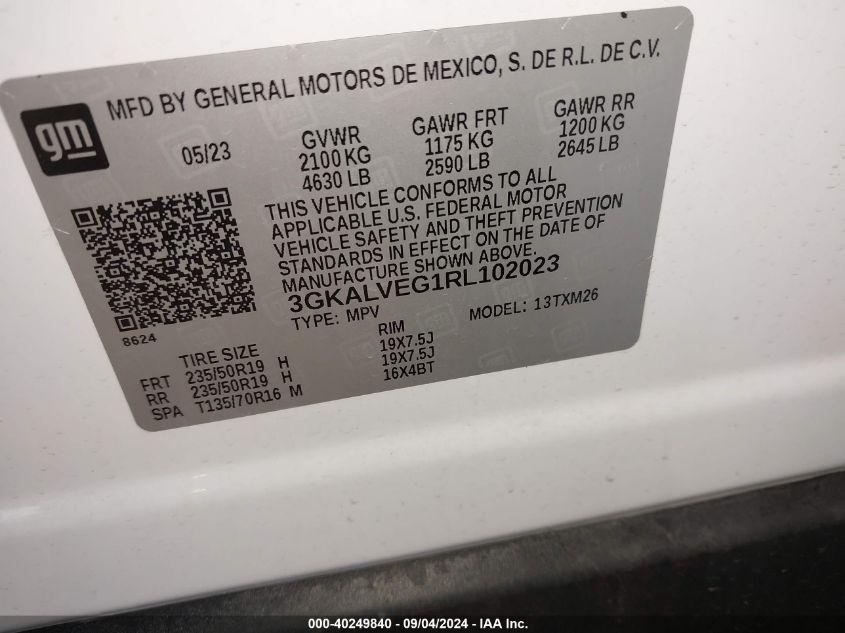 MFD BY GENERAL MOTORS DE MEXICO, S. DE R.L. DE C.V.
gm
05/23 GVWR GAWR FRT GAWR RR
2100 KG 1175 KG 1200 KG
4630 LB 2590 LB 2645 LB
THIS VEHICLE CONFORMS TO ALL
APPLICABLE U.S. FEDERAL MOTOR
VEHICLE SAFETY AND THEFT PREVENTION
STANDARDS IN EFFECT ON THE DATE OF
MANUFACTURE SHOWN ABOVE.
3GKALVEG1RL102023
TYPE: MPV MODEL: 13TXM26
8624
TIRE SIZE RIM
FRT 235/50R19 H 19X7.5J
RR 235/50R19 H 19X7.5J
SPA T135/70R16 M 16X4BT
000-40249840 - 09/04/2024 - IAA Inc.